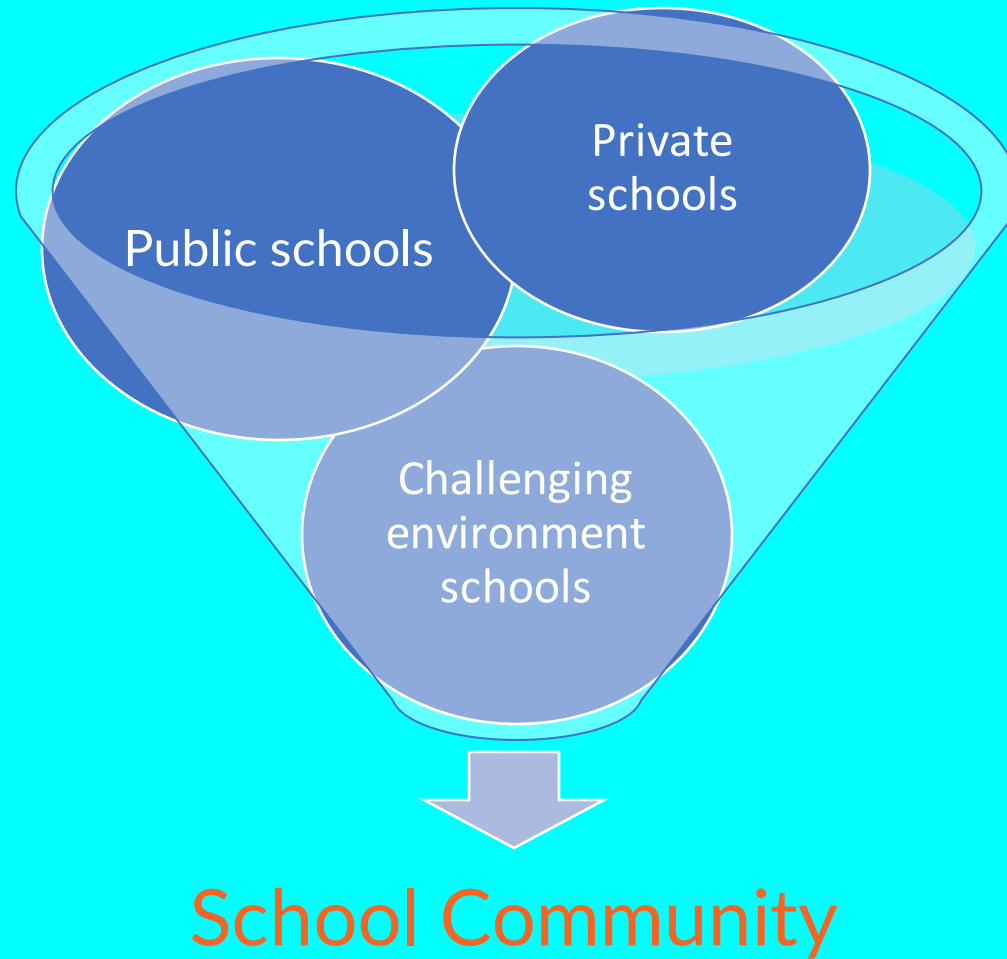 Private
schools
Public schools
Challenging
environment
schools
School Community